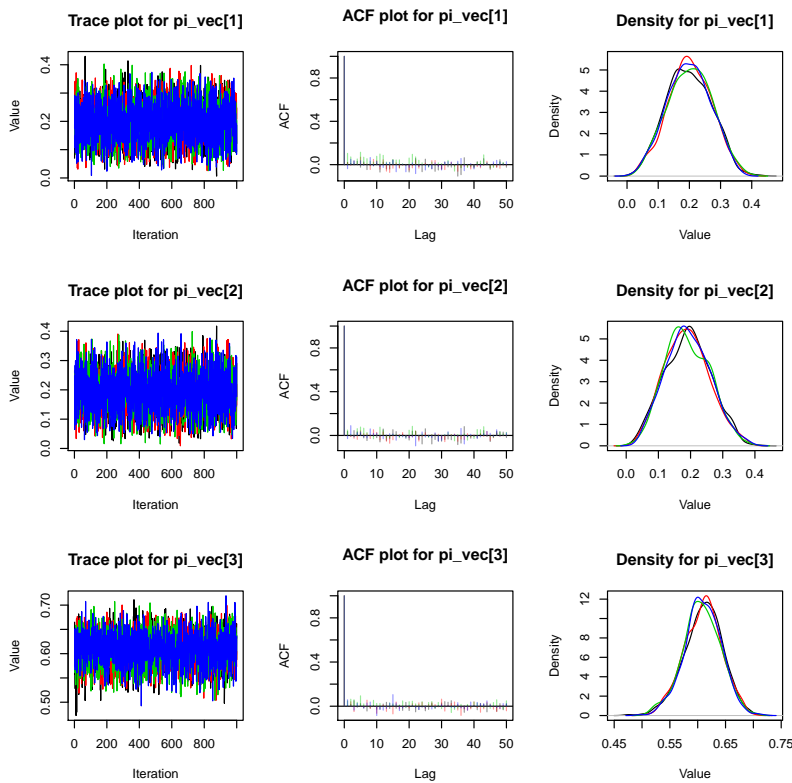 Trace plot for pi_vec[1]
Value
0.0 0.2 0.4
0 200 400 600 800
Iteration
ACF plot for pi_vec[1]
ACF
0.0 0.4 0.8
0 10 20 30 40 50
Lag
Density for pi_vec[1]
Density
0 1 2 3 4 5
0.0 0.1 0.2 0.3 0.4
Value
Trace plot for pi_vec[2]
Value
0.0 0.1 0.2 0.3 0.4
0 200 400 600 800
Iteration
ACF plot for pi_vec[2]
ACF
0.0 0.4 0.8
0 10 20 30 40 50
Lag
Density for pi_vec[2]
Density
0 1 2 3 4 5
0.0 0.1 0.2 0.3 0.4
Value
Trace plot for pi_vec[3]
Value
0.50 0.60 0.70
0 200 400 600 800
Iteration
ACF plot for pi_vec[3]
ACF
0.0 0.4 0.8
0 10 20 30 40 50
Lag
Density for pi_vec[3]
Density
0 2 4 6 8 10 12
0.45 0.55 0.65 0.75
Value